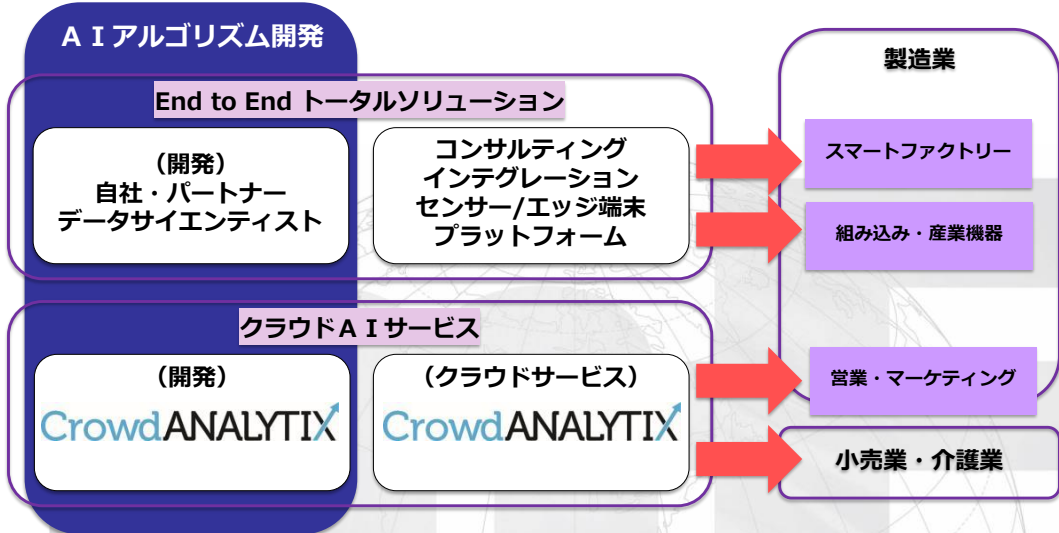 ＡＩアルゴリズム開発
End to End トータルソリューション
（開発）
自社・パートナー
データサイエンティスト
コンサルティング
インテグレーション
センサー/エッジ端末
プラットフォーム
クラウドＡＩサービス
（開発）
CrowdANALYTIX
（クラウドサービス）
CrowdANALYTIX
製造業
スマートファクトリー
組み込み・産業機器
営業・マーケティング
小売業・介護業